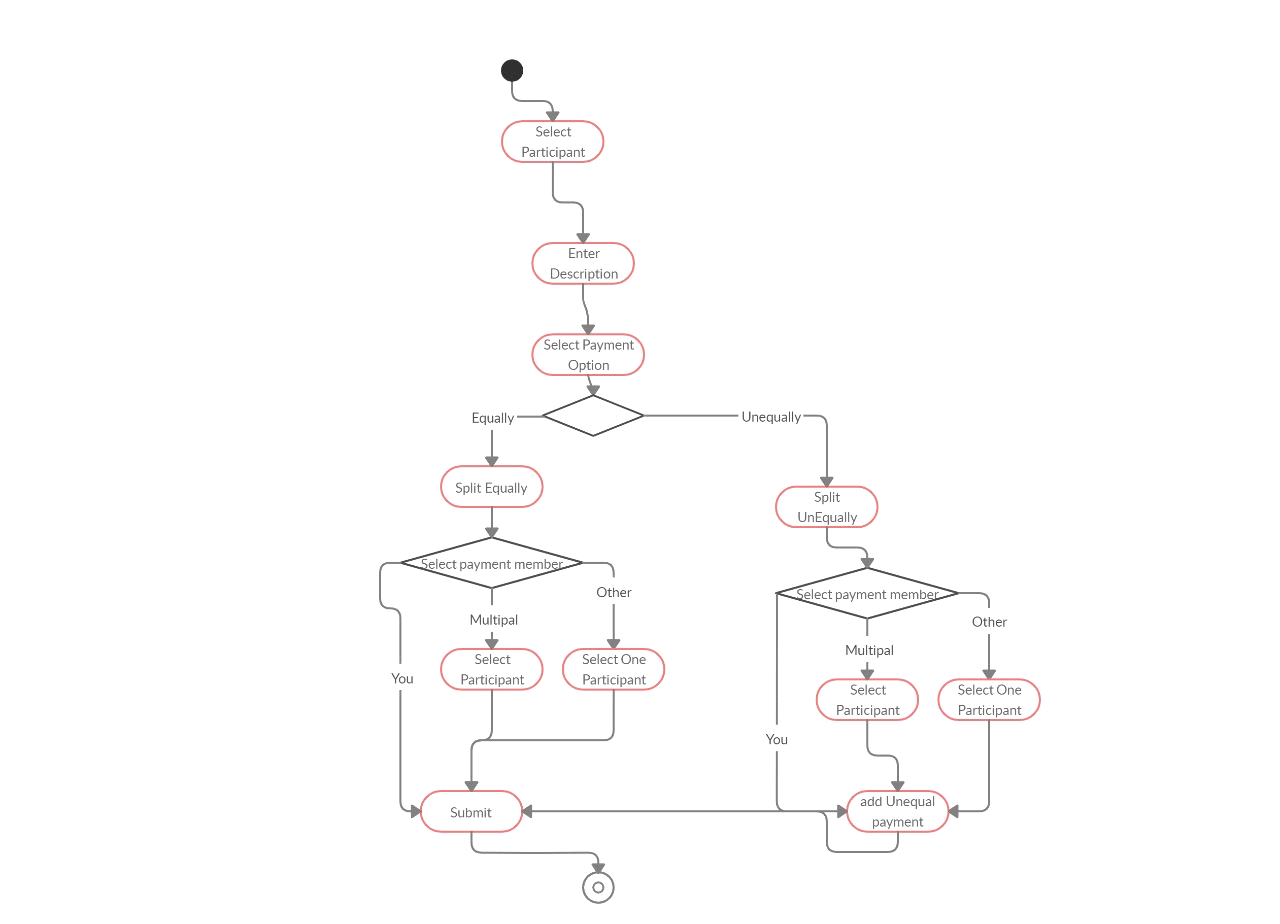 Select
Participant
Enter
Description
Select Payment
Option
Equally
Unequally
Split Equally
Split
UnEqually
Select payment member
Select payment member
Other
Multipal
Other
Multipal
Select
Participant
Select One
Participant
You
Select
Participant
Select One
Participant
You
Submit
add Unequal
payment